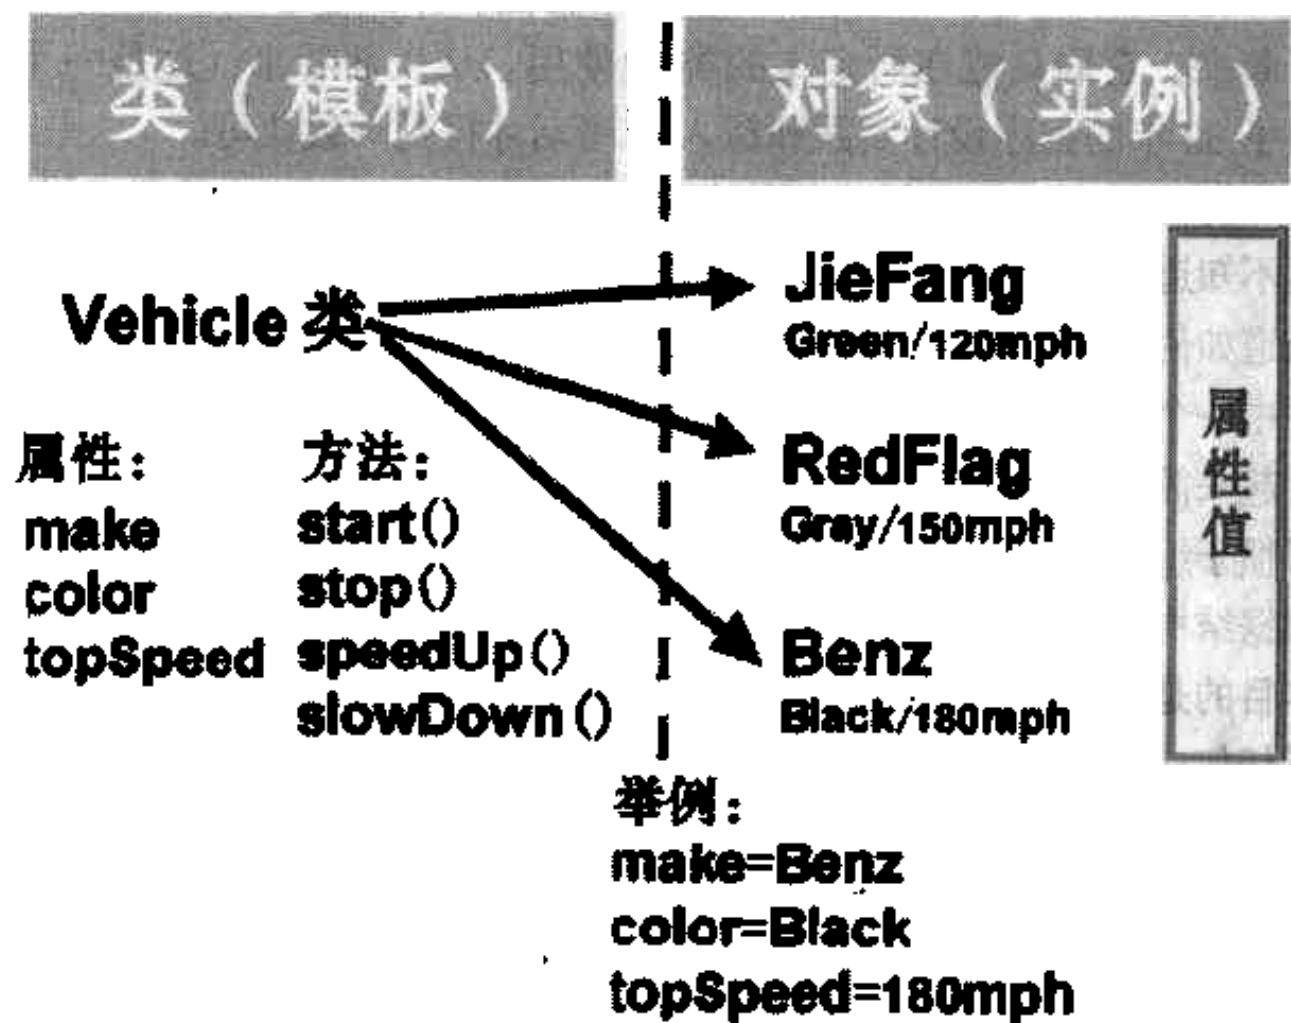 类（模板）
对象（实例）
Vehicle 类
属性：
make
color
topSpeed
方法：
start()
stop()
speedUp()
slowDown()
JieFang
Green/120mph
RedFlag
Gray/150mph
Benz
Black/180mph
属性值
举例：
make=Benz
color=Black
topSpeed=180mph